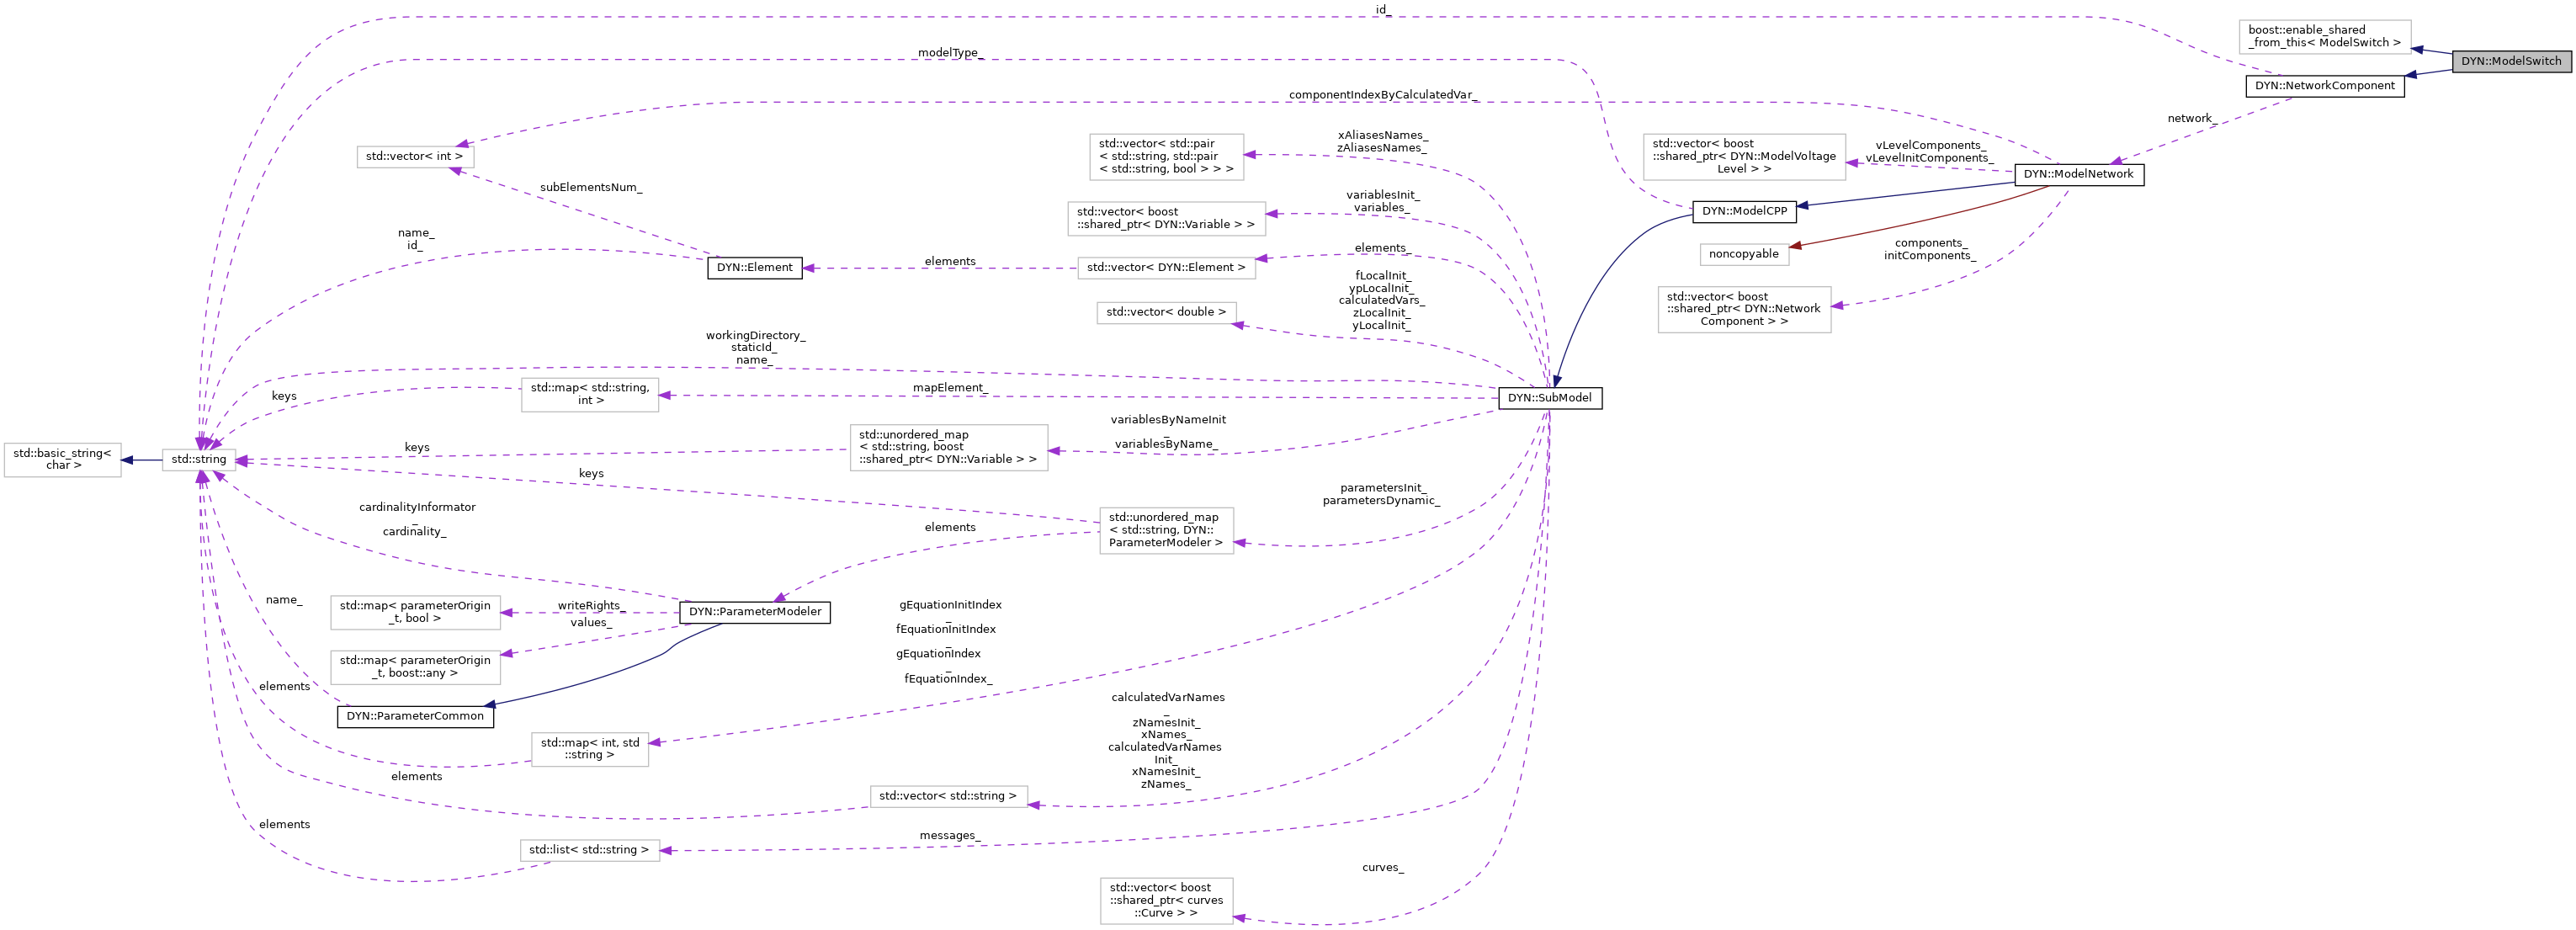 id_
boost::enable_shared
_from_this< ModelSwitch >
modelType_
DYN::ModelSwitch
DYN::NetworkComponent
componentIndexByCalculatedVar_
network_
xAliasesNames_
zAliasesNames_
std::vector< std::pair
< std::string, std::pair
< std::string, bool > > >
std::vector< boost
::shared_ptr< DYN::ModelVoltage
Level > >
vLevelComponents_
vLevelInitComponents_
std::vector< int >
DYN::ModelNetwork
subElementsNum_
variablesInit_
variables_
std::vector< boost
::shared_ptr< DYN::Variable > >
DYN::ModelCPP
name_
id_
elements_
components_
initComponents_
noncopyable
DYN::Element
elements
std::vector< DYN::Element >
fLocalInit_
ypLocalInit_
calculatedVars_
zLocalInit_
yLocalInit_
std::vector< double >
std::vector< boost
::shared_ptr< DYN::Network
Component > >
workingDirectory_
staticId_
name_
std::map< std::string,
int >
mapElement_
keys
DYN::SubModel
variablesByNameInit
_
variablesByName_
std::unordered_map
< std::string, boost
::shared_ptr< DYN::Variable > >
keys
std::basic_string<
char >
std::string
keys
parametersInit_
parametersDynamic_
cardinalityInformator
_
cardinality_
std::unordered_map
< std::string, DYN::
ParameterModeler >
elements
name_
std::map< parameterOrigin
_t, bool >
writeRights_
values_
DYN::ParameterModeler
gEquationInitIndex
_
fEquationInitIndex
_
gEquationIndex
_
fEquationIndex_
std::map< parameterOrigin
_t, boost::any >
elements
DYN::ParameterCommon
calculatedVarNames
_
zNamesInit_
xNames_
calculatedVarNames
Init_
xNamesInit_
zNames_
std::map< int, std
::string >
elements
std::vector< std::string >
elements
messages_
std::list< std::string >
curves_
std::vector< boost
::shared_ptr< curves
::Curve > >